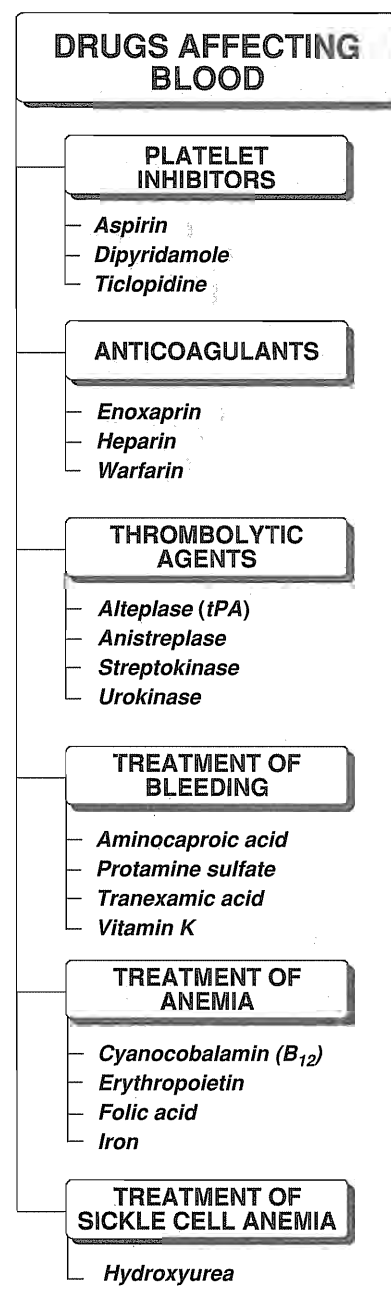 DRUGS AFFECTING
BLOOD
PLATELET
INHIBITORS
Aspirin
Dipyridamole
Ticlopidine
ANTICOAGULANTS
Enoxaprin
Heparin
Warfarin
THROMBOLYTIC
AGENTS
Alteplase (tPA)
Anistreplase
Streptokinase
Urokinase
TREATMENT OF
BLEEDING
Aminocaproic acid
Protamine sulfate
Tranexamic acid
Vitamin K
TREATMENT OF
ANEMIA
Cyanocobalamin (B12)
Erythropoietin
Folic acid
Iron
TREATMENT OF
SICKLE CELL ANEMIA
Hydroxyurea